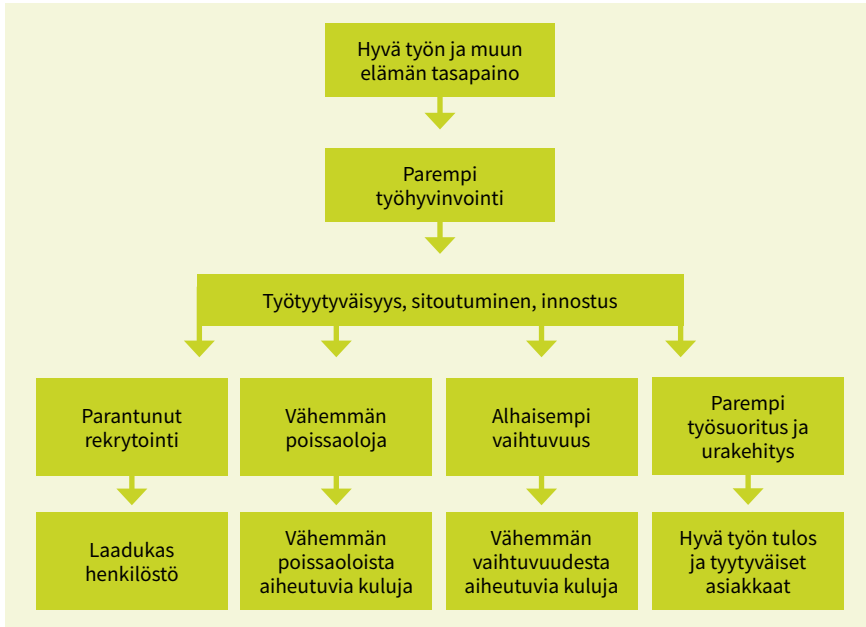 Hyvä työn ja muun
elämän tasapaino
Parempi
työhyvinvointi
Työtyytyväisyys, sitoutuminen, innostus
Parantunut
rekrytointi
Vähemmän
poissaoloja
Alhaisempi
vaihtuvuus
Parempi
työsuoritus ja
urakehitys
Laadukas
henkilöstö
Vähemmän
poissaoloista
aiheutuvia kuluja
Vähemmän
vaihtuvuudesta
aiheutuvia kuluja
Hyvä työn tulos
ja tyytyväiset
asiakkaat